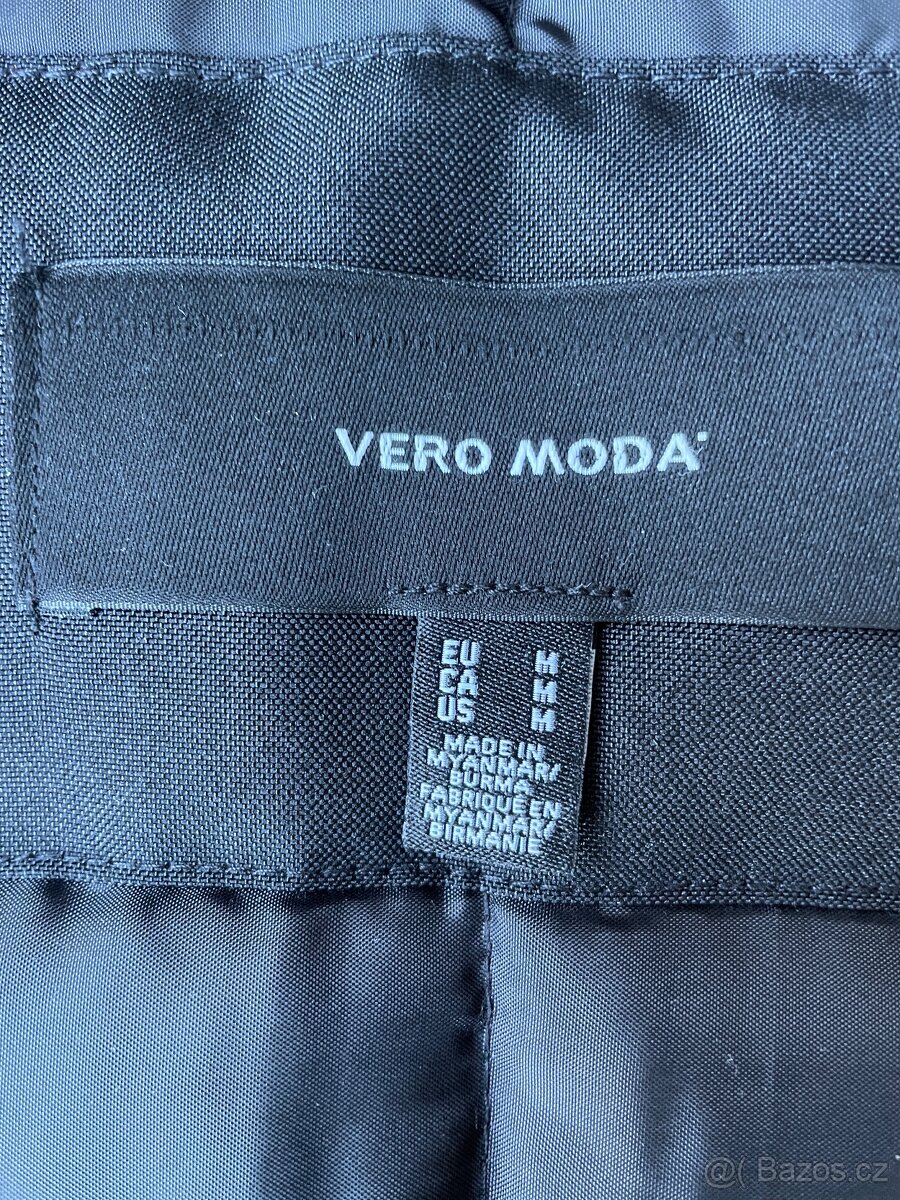 VERO MODA
EU M
CA M
US M
MADE IN
MYANMAR/
BURMA
FABRIQUÉ EN
MYANMAR/
BIRMANIE
@( Bazos.cz